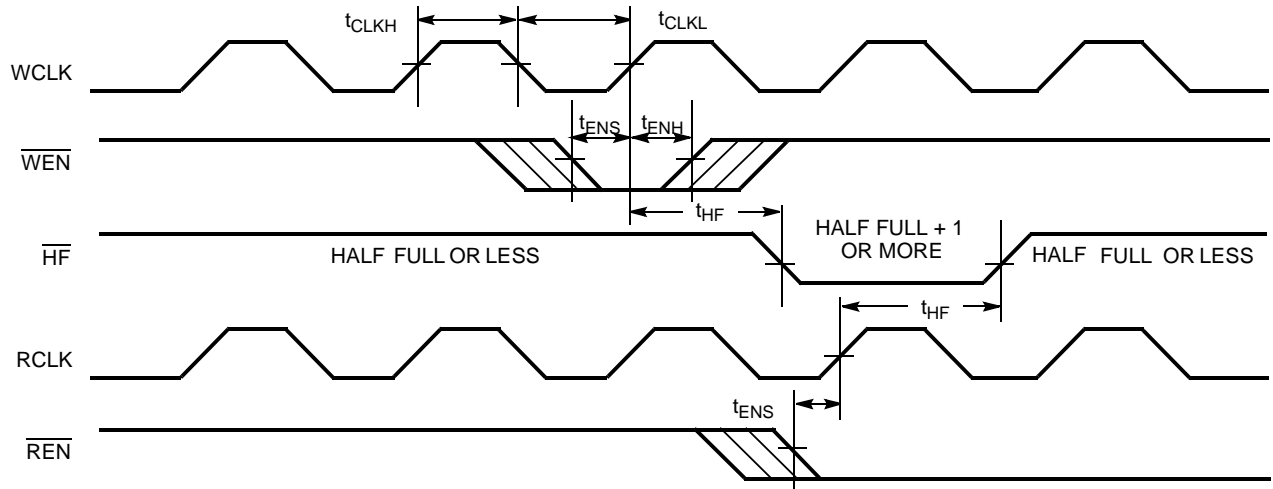 tCLKH
tCLKL
WCLK
tENS
tENH
WEN
tHF
HF
HALF FULL OR LESS
HALF FULL + 1
OR MORE
HALF FULL OR LESS
tHF
RCLK
tENS
REN